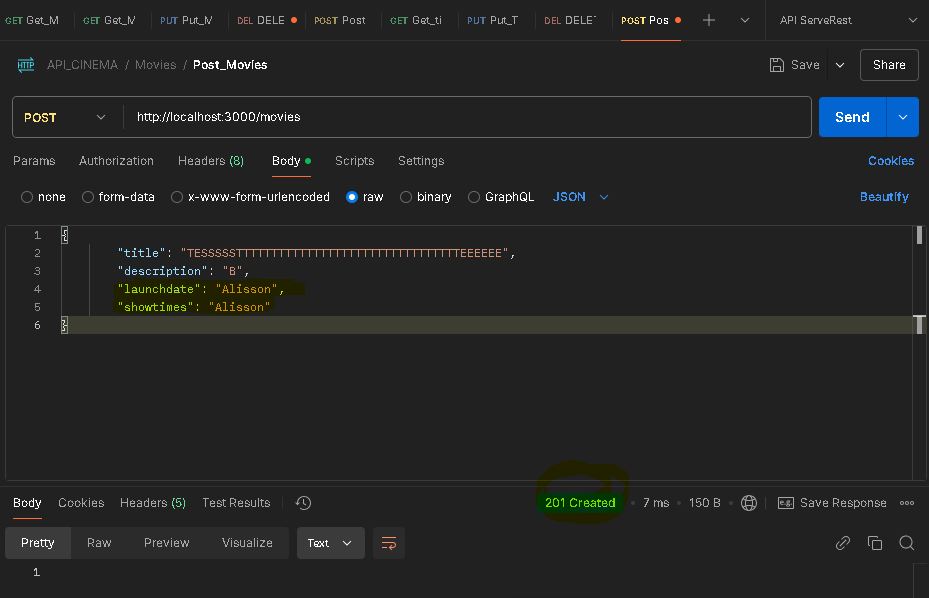 GET Get_M GET Get_M PUT Put_M DEL DELE POST Post GET Get_ti PUT Put_T DEL DELET POST Pos API ServeRest
HTTP API_CINEMA / Movies / Post_Movies Save Share
POST http://localhost:3000/movies Send
Params Authorization Headers (8) Body Scripts Settings Cookies
none form-data x-www-form-urlencoded raw binary GraphQL JSON Beautify
1 {
2 "title": "TESSSSSTTTTTTTTTTTTTTTTTTTTTTTTTTTTTTTTEEEEEE",
3 "description": "B",
4 "launchdate": "Alisson",
5 "showtimes": "Alisson"
6 }
Body Cookies Headers (5) Test Results 201 Created 7 ms 150 B e.g. Save Response
Pretty Raw Preview Visualize Text
1